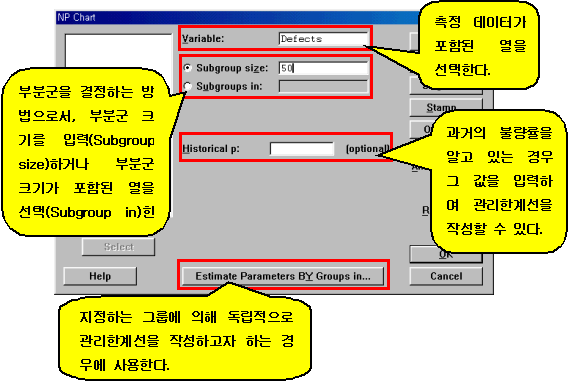 NP Chart
Variable: Defects
Subgroup size: 50
Subgroups in:
Stamp
Historical p: (optional)
Select
OK
Help
Estimate Parameters BY Groups in...
Cancel
측정 데이터가
포함된 열을
선택한다.
부분군을 결정하는 방
법으로서, 부분군 크
기를 입력(Subgroup
size)하거나 부분군
크기가 포함된 열을
선택(Subgroup in)한
과거의 불량률을
알고 있는 경우
그 값을 입력하
며 관리한계선을
작성할 수 있다.
지정하는 그룹에 의해 독립적으로
관리한계선을 작성하고자 하는 경
우에 사용한다.